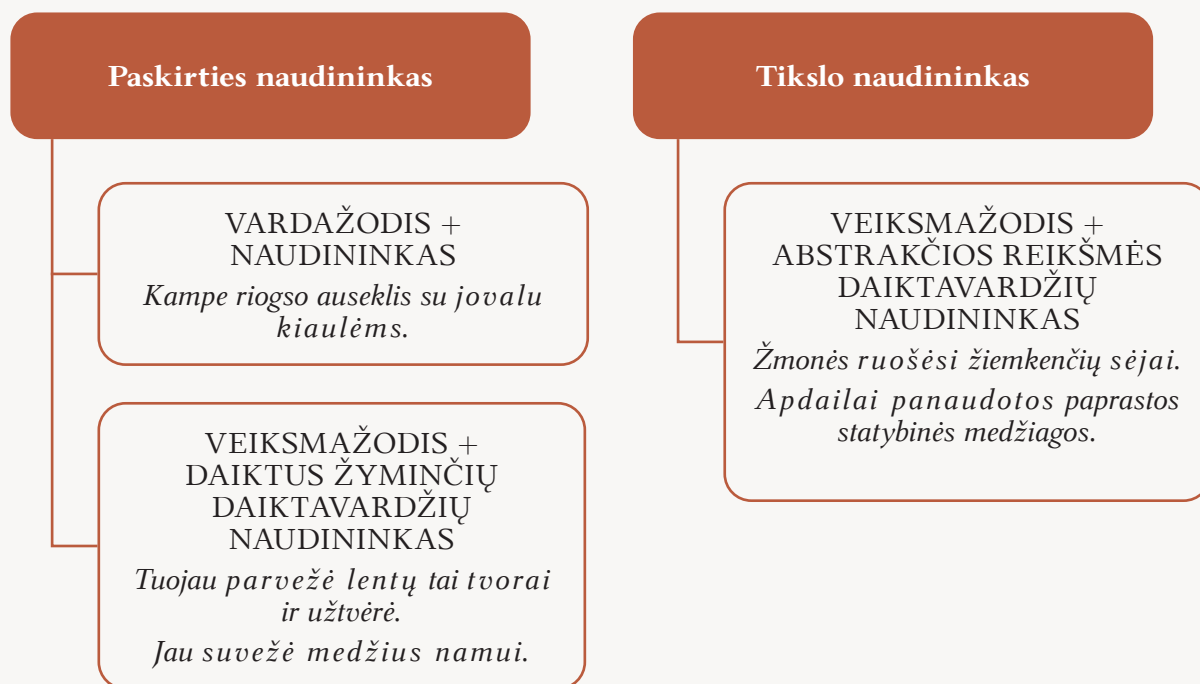 Paskirties naudininkas
VARDAŽODIS +
NAUDININKAS
Kampe riogso auseklis su jovalu
kiaulėms.
VEIKSMAŽODIS +
DAIKTUS ŽYMINČIŲ
DAIKTAVARDŽIŲ
NAUDININKAS
Tuojau parvežė lentų tai tvorai
ir užtvėrė.
Jau suvežė medžius namui.
Tikslo naudininkas
VEIKSMAŽODIS +
ABSTRAKČIOS REIKŠMĖS
DAIKTAVARDŽIŲ
NAUDININKAS
Žmonės ruošėsi žiemkenčių sėjai.
Apdailai panaudotos paprastos
statybinės medžiagos.